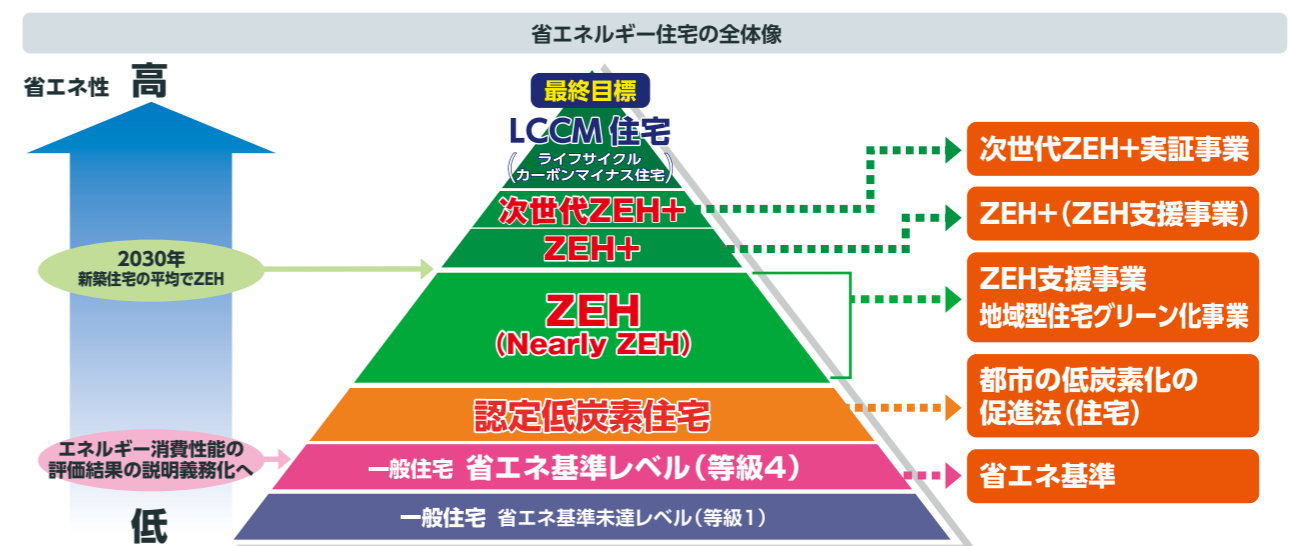 省エネルギー住宅の全体像
省エネ性 高
2030年
新築住宅の平均でZEH
エネルギー消費性能の
評価結果の説明義務化へ
低
最終目標
LCCM 住宅
(ライフサイクル
カーボンマイナス住宅)
次世代ZEH+
ZEH+
ZEH
(Nearly ZEH)
認定低炭素住宅
一般住宅 省エネ基準レベル(等級4)
一般住宅 省エネ基準未達レベル(等級1)
次世代ZEH+実証事業
ZEH+(ZEH支援事業)
ZEH支援事業
地域型住宅グリーン化事業
都市の低炭素化の
促進法(住宅)
省エネ基準